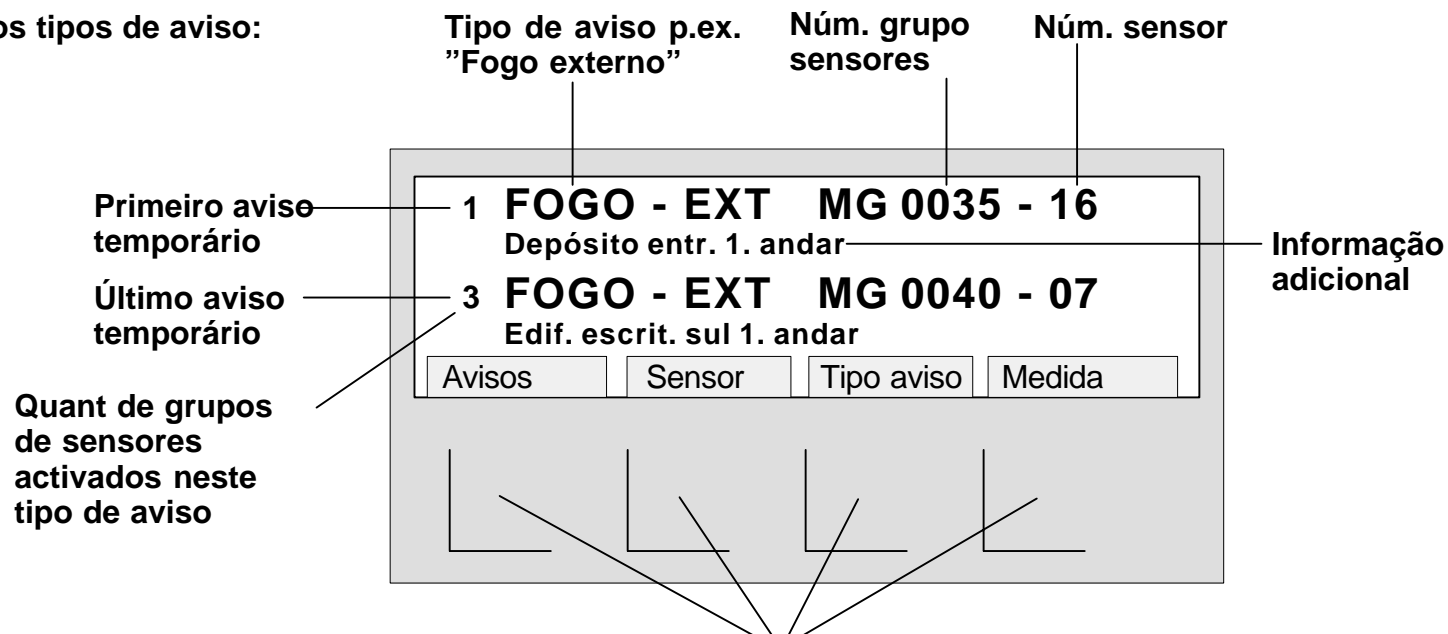 os tipos de aviso:
Tipo de aviso p.ex.
”Fogo externo”
Núm. grupo
sensores
Núm. sensor
Primeiro aviso
temporário
Último aviso
temporário
Quant de grupos
de sensores
activados neste
tipo de aviso
1 FOGO - EXT MG 0035 - 16
Depósito entr. 1. andar
3 FOGO - EXT MG 0040 - 07
Edif. escrit. sul 1. andar
Avisos Sensor Tipo aviso Medida
Informação
adicional